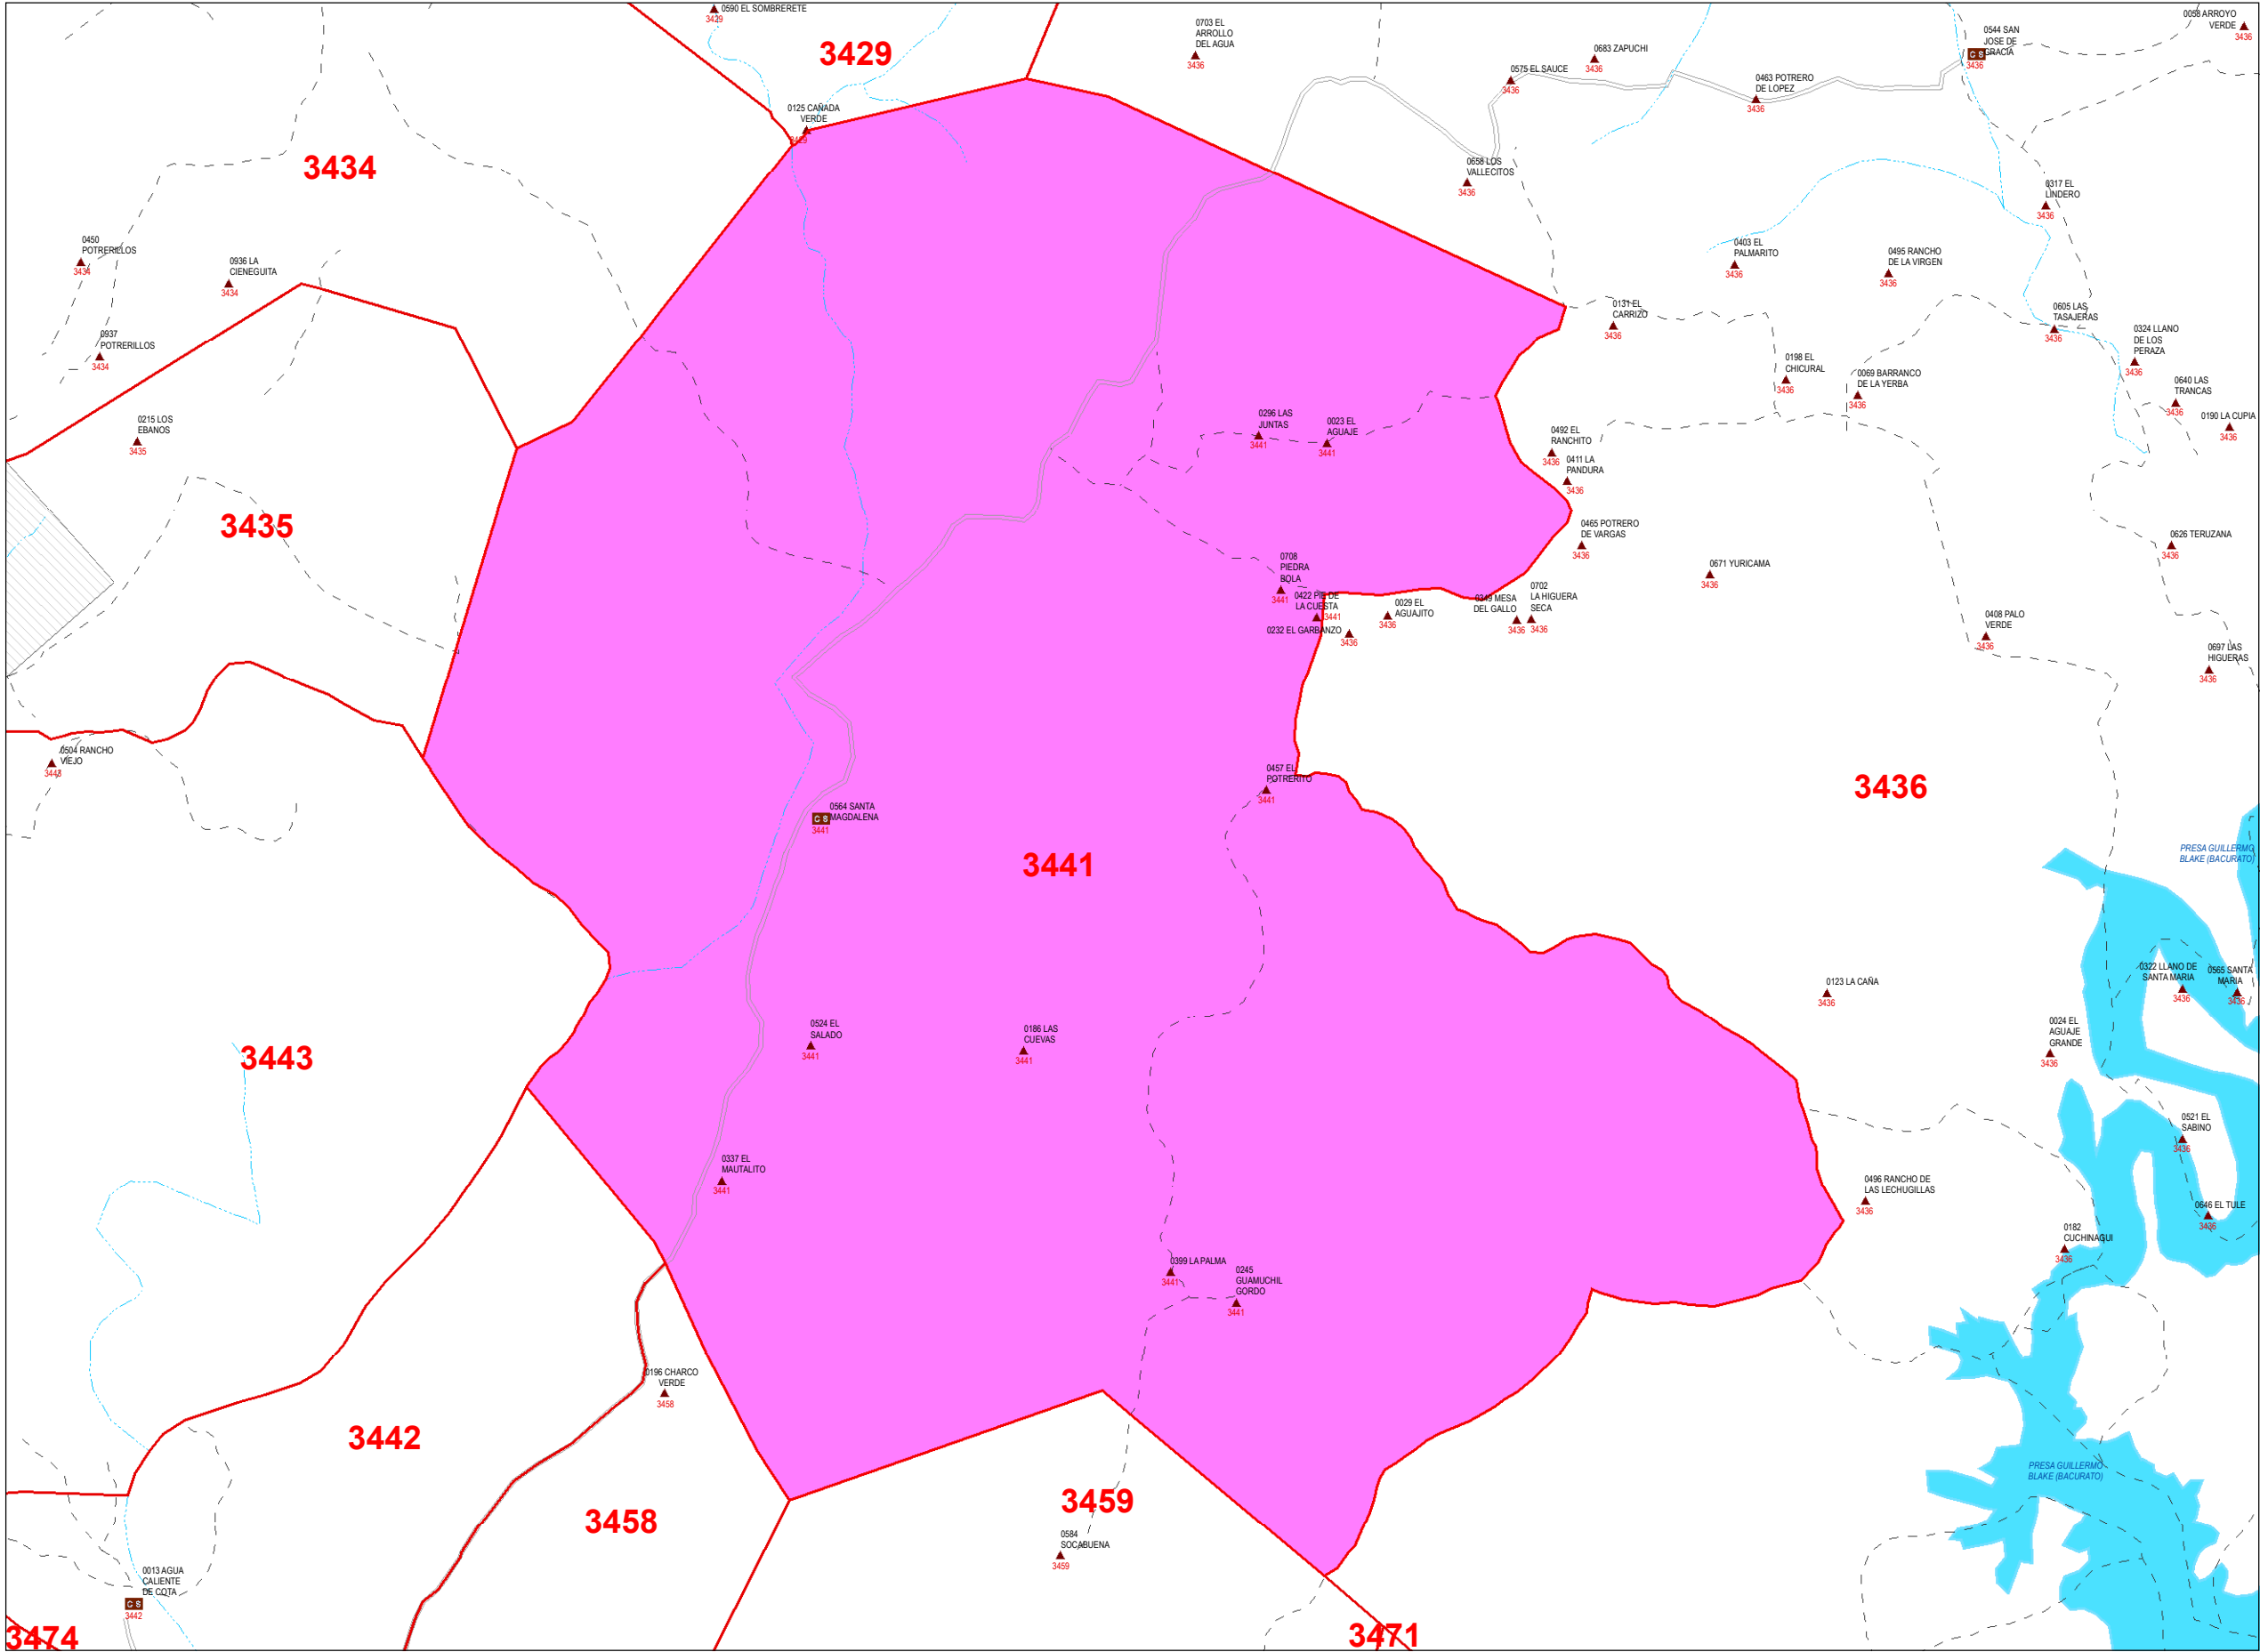 0590 EL SOMBRERETE
3429
3429
0703 EL
ARROLLO
DEL AGUA
3436
0683 ZAPUCHI
3436
0575 EL SAUCE
3436
0463 POTRERO
DE LOPEZ
3436
0544 SAN
JOSE DE
GRACIA
C S
3436
0058 ARROYO
VERDE
3436
0125 CAÑADA
VERDE
3429
3434
0658 LOS
VALLECITOS
3436
0317 EL
LINDERO
3436
0450
POTRERILLOS
3434
0936 LA
CIENEGUITA
3434
0403 EL
PALMARITO
3436
0495 RANCHO
DE LA VIRGEN
3436
0131 EL
CARRIZO
3436
0605 LAS
TASAJERAS
3436
0937
POTRERILLOS
3434
0324 LLANO
DE LOS
PERAZA
3436
0198 EL
CHICURAL
3436
0069 BARRANCO
DE LA YERBA
3436
0640 LAS
TRANCAS
3436
0190 LA CUPIA
3436
0215 LOS
EBANOS
3435
0296 LAS
JUNTAS
3441
0023 EL
AGUAJE
3441
0492 EL
RANCHITO
3436
0411 LA
PANDURA
3436
3435
0465 POTRERO
DE VARGAS
3436
0626 TERUZANA
3436
0708
PIEDRA
BOLA
3441
0671 YURICAMA
3436
0422 PIE DE
LA CUESTA
3441
0232 EL GARBANZO
3436
0029 EL
AGUAJITO
3436
0349 MESA
DEL GALLO
3436
0702
LA HIGUERA
SECA
3436
0408 PALO
VERDE
3436
0697 LAS
HIGUERAS
3436
0504 RANCHO
VIEJO
3443
0457 EL
POTRERITO
3441
3436
0564 SANTA
MAGDALENA
C S
3441
3441
PRESA GUILLERMO
BLAKE (BACURATO)
0123 LA CAÑA
3436
0322 LLANO DE
SANTA MARIA
3436
0565 SANTA
MARIA
3436
0524 EL
SALADO
3441
0186 LAS
CUEVAS
3441
0024 EL
AGUAJE
GRANDE
3436
3443
0521 EL
SABINO
3436
0337 EL
MAUTALITO
3441
0496 RANCHO DE
LAS LECHUGILLAS
3436
0646 EL TULE
3436
0182
CUCHINAGUI
3436
0399 LA PALMA
3441
0245
GUAMUCHIL
GORDO
3441
0196 CHARCO
VERDE
3458
3442
PRESA GUILLERMO
BLAKE (BACURATO)
3459
3458
0584
SOCABUENA
3459
0013 AGUA
CALIENTE
DE COTA
C S
3442
3474
3471